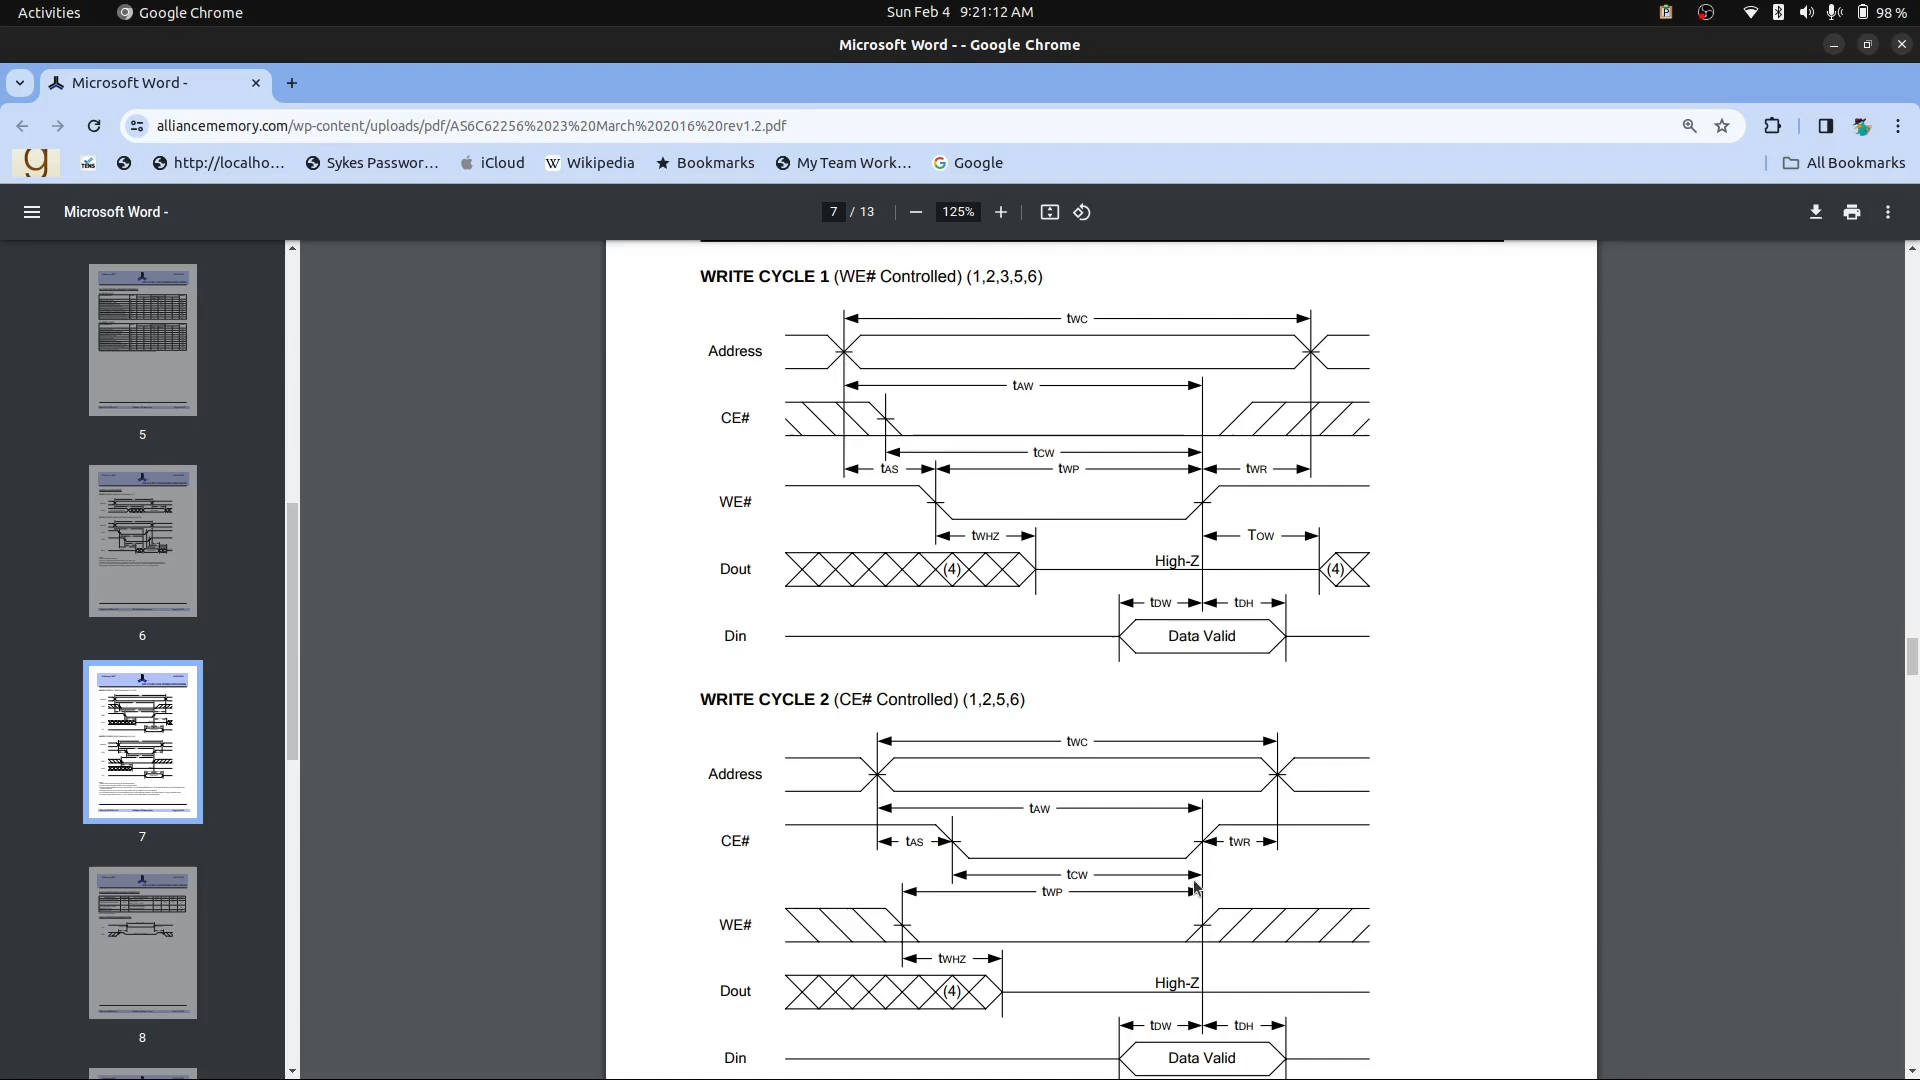 Activities
Google Chrome
Sun Feb 4 9:21:12 AM
98 %
Microsoft Word - - Google Chrome
Microsoft Word -
alliancememory.com/wp-content/uploads/pdf/AS6C62256%2023%20March%202016%20rev1.2.pdf
g
TENS
http://localho...
Sykes Passwor...
iCloud
W Wikipedia
Bookmarks
My Team Work...
G Google
All Bookmarks
Microsoft Word -
7 / 13
125%
5
6
7
8
WRITE CYCLE 1 (WE# Controlled) (1,2,3,5,6)
tWC
Address
tAW
CE#
tCW
tAS
tWP
tWR
WE#
tWHZ
TOW
Dout
(4)
High-Z
(4)
tDW
tDH
Din
Data Valid
WRITE CYCLE 2 (CE# Controlled) (1,2,5,6)
tWC
Address
tAW
CE#
tAS
tWR
tCW
tWP
WE#
tWHZ
Dout
(4)
High-Z
tDW
tDH
Din
Data Valid